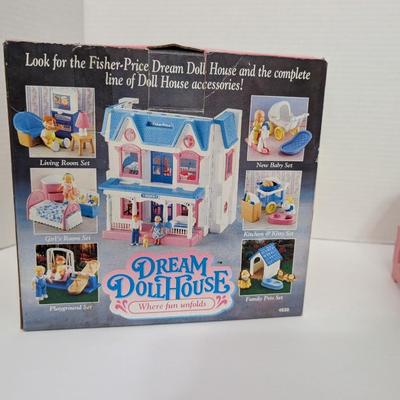 Look for the Fisher-Price Dream Doll House and the complete
line of Doll House accessories!
Living Room Set
New Baby Set
Girl's Room Set
Kitchen & Kitty Set
Playground Set
Family Pets Set
DREAM
DOLLHOUSE
Where fun unfolds